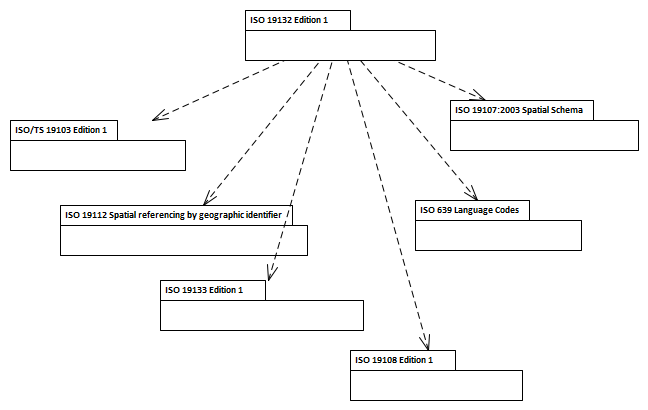 ISO 19132 Edition 1
ISO 19107:2003 Spatial Schema
ISO/TS 19103 Edition 1
ISO 639 Language Codes
ISO 19112 Spatial referencing by geographic identifier
ISO 19133 Edition 1
ISO 19108 Edition 1